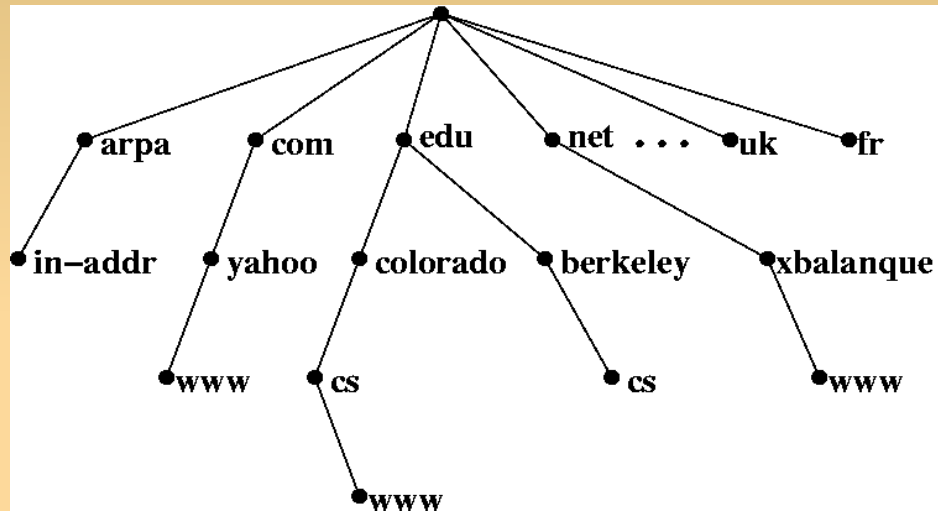 arpa com edu net . . . uk fr
in-addr yahoo colorado berkeley xbalanque
www cs cs www
www